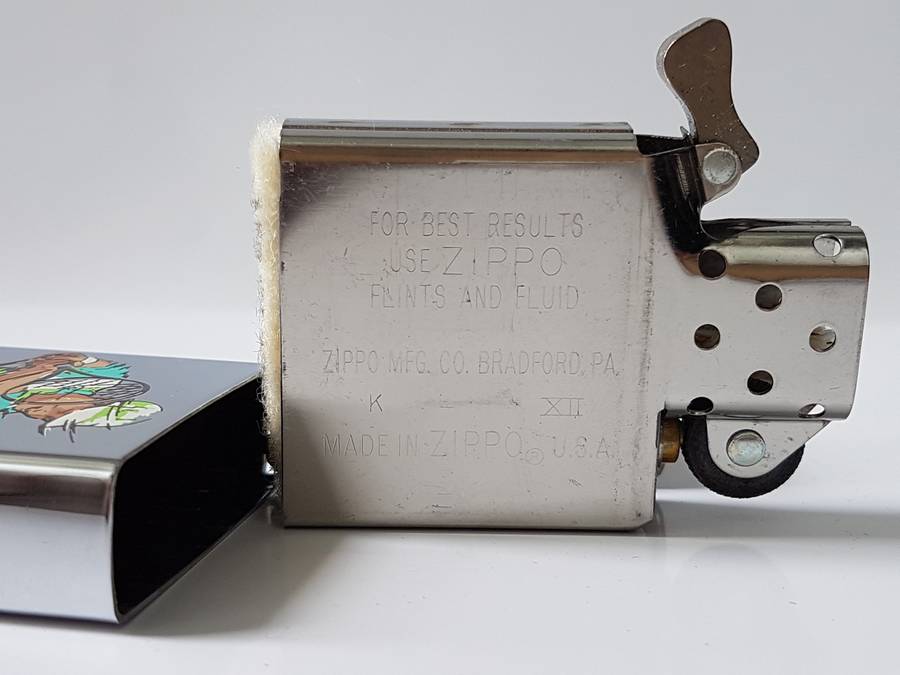 FOR BEST RESULTS
USE ZIPPO
FLINTS AND FLUID
ZIPPO MFG. CO. BRADFORD, PA.
K XII
MADE IN ZIPPO® U.S.A.